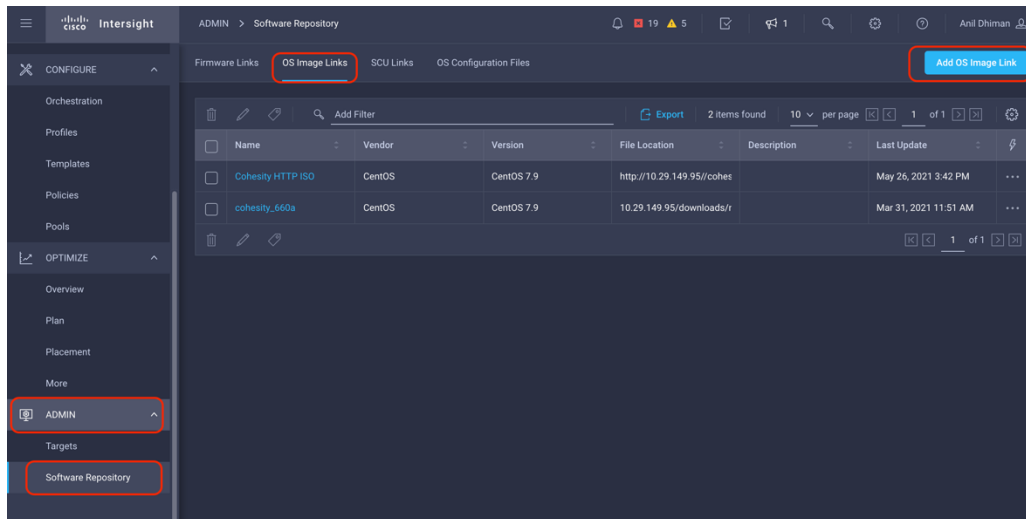 cisco Intersight
ADMIN > Software Repository
19 5 1 Anil Dhiman
CONFIGURE
Orchestration
Profiles
Templates
Policies
Pools
OPTIMIZE
Overview
Plan
Placement
More
ADMIN
Targets
Software Repository
Firmware Links OS Image Links SCU Links OS Configuration Files Add OS Image Link
Add Filter Export 2 items found 10 per page 1 of 1
Name Vendor Version File Location Description Last Update
Cohesity HTTP ISO CentOS CentOS 7.9 http://10.29.149.95//cohes May 26, 2021 3:42 PM
cohesity_660a CentOS CentOS 7.9 10.29.149.95/downloads/r Mar 31, 2021 11:51 AM
1 of 1